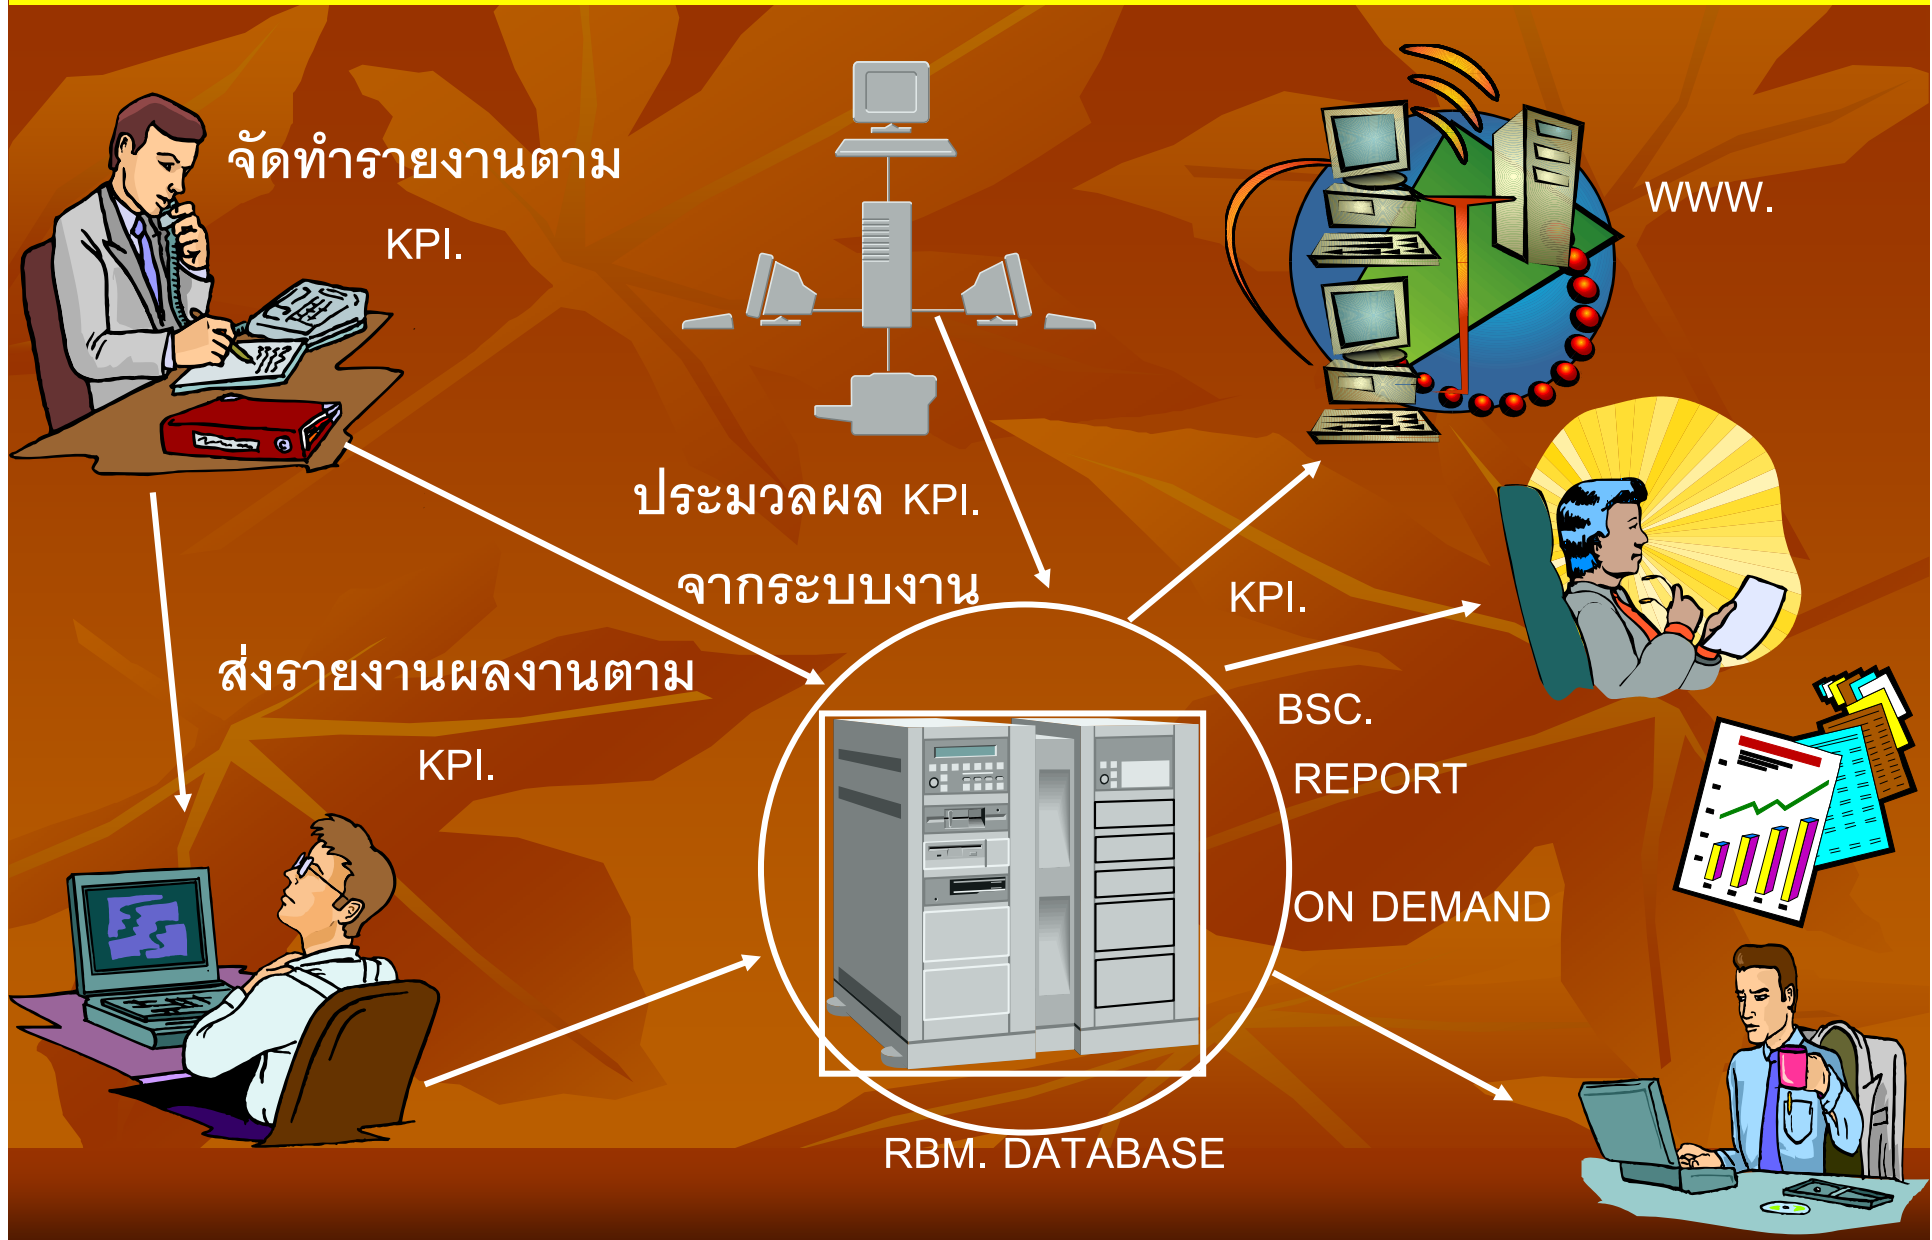 จัดทำรายงานตาม
KPI.
WWW.
ประมวลผล KPI.
จากระบบงาน
KPI.
ส่งรายงานผลงานตาม
KPI.
BSC.
REPORT
ON DEMAND
RBM. DATABASE